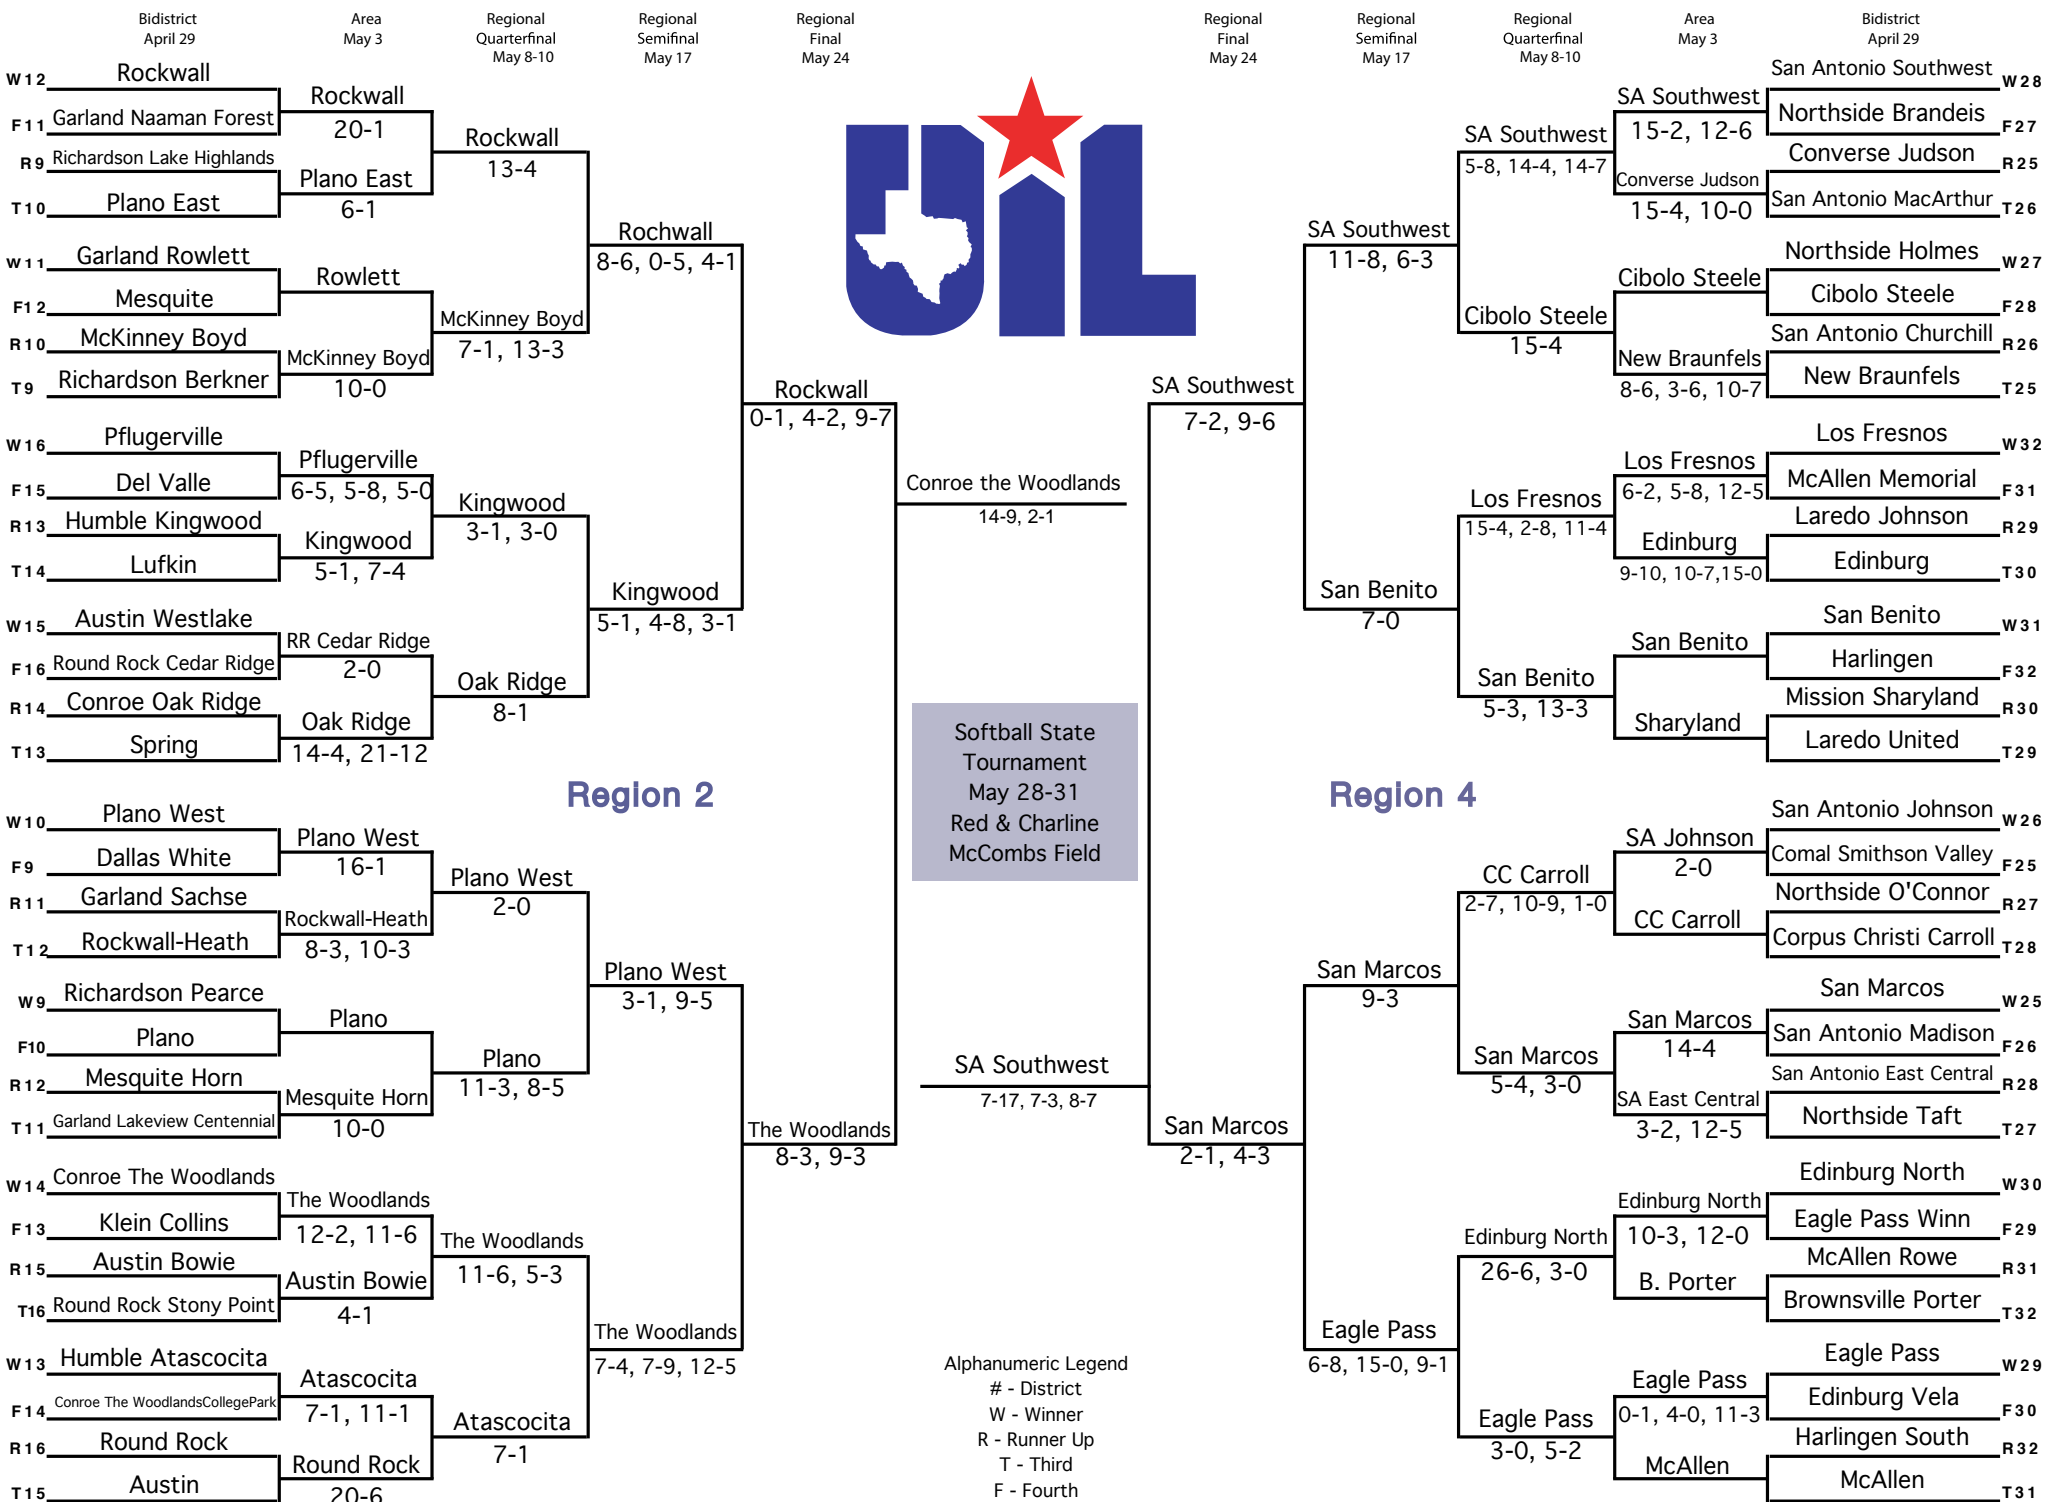 Bidistrict
April 29
Area
May 3
Regional
Quarterfinal
May 8-10
Regional
Semifinal
May 17
Regional
Final
May 24
Regional
Final
May 24
Regional
Semifinal
May 17
Regional
Quarterfinal
May 8-10
Area
May 3
Bidistrict
April 29
W12 Rockwall
F11 Garland Naaman Forest
R9 Richardson Lake Highlands
T10 Plano East
W11 Garland Rowlett
F12 Mesquite
R10 McKinney Boyd
T9 Richardson Berkner
W16 Pflugerville
F15 Del Valle
R13 Humble Kingwood
T14 Lufkin
W15 Austin Westlake
F16 Round Rock Cedar Ridge
R14 Conroe Oak Ridge
T13 Spring
W10 Plano West
F9 Dallas White
R11 Garland Sachse
T12 Rockwall-Heath
W9 Richardson Pearce
F10 Plano
R12 Mesquite Horn
T11 Garland Lakeview Centennial
W14 Conroe The Woodlands
F13 Klein Collins
R15 Austin Bowie
T16 Round Rock Stony Point
W13 Humble Atascocita
F14 Conroe The WoodlandsCollegePark
R16 Round Rock
T15 Austin
Rockwall
20-1
Plano East
6-1
Rowlett
McKinney Boyd
10-0
Pflugerville
6-5, 5-8, 5-0
Kingwood
5-1, 7-4
RR Cedar Ridge
2-0
Oak Ridge
14-4, 21-12
Plano West
16-1
Rockwall-Heath
8-3, 10-3
Plano
Mesquite Horn
10-0
The Woodlands
12-2, 11-6
Austin Bowie
4-1
Atascocita
7-1, 11-1
Round Rock
20-6
Rockwall
13-4
McKinney Boyd
7-1, 13-3
Kingwood
3-1, 3-0
Oak Ridge
8-1
Plano West
2-0
Plano
11-3, 8-5
The Woodlands
11-6, 5-3
Atascocita
7-1
Rochwall
8-6, 0-5, 4-1
Kingwood
5-1, 4-8, 3-1
Region 2
Plano West
3-1, 9-5
The Woodlands
7-4, 7-9, 12-5
Rockwall
0-1, 4-2, 9-7
The Woodlands
8-3, 9-3
UIL
Conroe the Woodlands
14-9, 2-1
Softball State
Tournament
May 28-31
Red & Charline
McCombs Field
SA Southwest
7-17, 7-3, 8-7
Alphanumeric Legend
# - District
W - Winner
R - Runner Up
T - Third
F - Fourth
SA Southwest
7-2, 9-6
San Marcos
2-1, 4-3
SA Southwest
11-8, 6-3
San Benito
7-0
Region 4
San Marcos
9-3
Eagle Pass
6-8, 15-0, 9-1
SA Southwest
5-8, 14-4, 14-7
Cibolo Steele
15-4
Los Fresnos
15-4, 2-8, 11-4
San Benito
5-3, 13-3
CC Carroll
2-7, 10-9, 1-0
San Marcos
5-4, 3-0
Edinburg North
26-6, 3-0
Eagle Pass
3-0, 5-2
SA Southwest
15-2, 12-6
Converse Judson
15-4, 10-0
Cibolo Steele
New Braunfels
8-6, 3-6, 10-7
Los Fresnos
6-2, 5-8, 12-5
Edinburg
9-10, 10-7,15-0
San Benito
Sharyland
SA Johnson
2-0
CC Carroll
San Marcos
14-4
SA East Central
3-2, 12-5
Edinburg North
10-3, 12-0
B. Porter
Eagle Pass
0-1, 4-0, 11-3
McAllen
San Antonio Southwest W28
Northside Brandeis F27
Converse Judson R25
San Antonio MacArthur T26
Northside Holmes W27
Cibolo Steele F28
San Antonio Churchill R26
New Braunfels T25
Los Fresnos W32
McAllen Memorial F31
Laredo Johnson R29
Edinburg T30
San Benito W31
Harlingen F32
Mission Sharyland R30
Laredo United T29
San Antonio Johnson W26
Comal Smithson Valley F25
Northside O'Connor R27
Corpus Christi Carroll T28
San Marcos W25
San Antonio Madison F26
San Antonio East Central R28
Northside Taft T27
Edinburg North W30
Eagle Pass Winn F29
McAllen Rowe R31
Brownsville Porter T32
Eagle Pass W29
Edinburg Vela F30
Harlingen South R32
McAllen T31